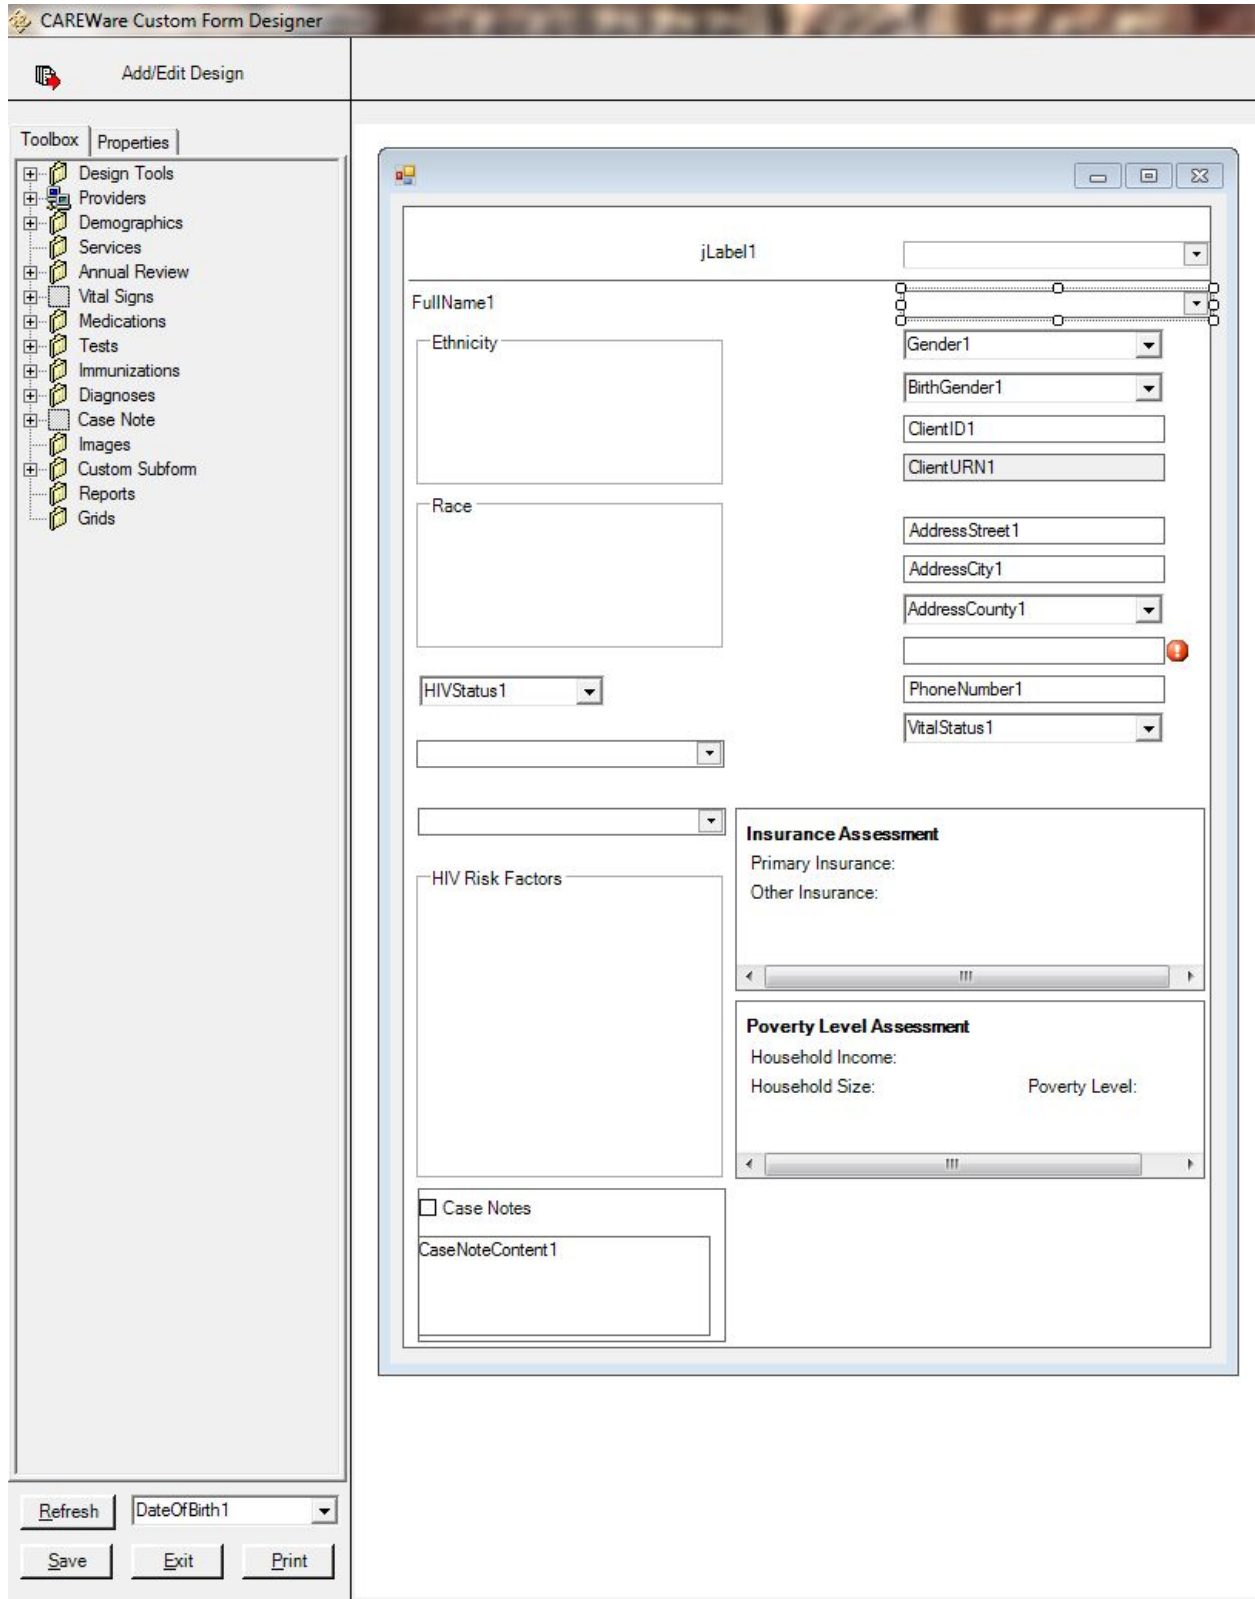 CAREWare Custom Form Designer
Add/Edit Design
Toolbox
Properties
Design Tools
Providers
Demographics
Services
Annual Review
Vital Signs
Medications
Tests
Immunizations
Diagnoses
Case Note
Images
Custom Subform
Reports
Grids
Refresh
DateOfBirth1
Save
Exit
Print
jLabel1
FullName1
Ethnicity
Gender1
BirthGender1
ClientID1
ClientURN1
Race
AddressStreet1
AddressCity1
AddressCounty1
HIVStatus1
PhoneNumber1
VitalStatus1
Insurance Assessment
Primary Insurance:
Other Insurance:
HIV Risk Factors
Poverty Level Assessment
Household Income:
Household Size: Poverty Level:
Case Notes
CaseNoteContent1